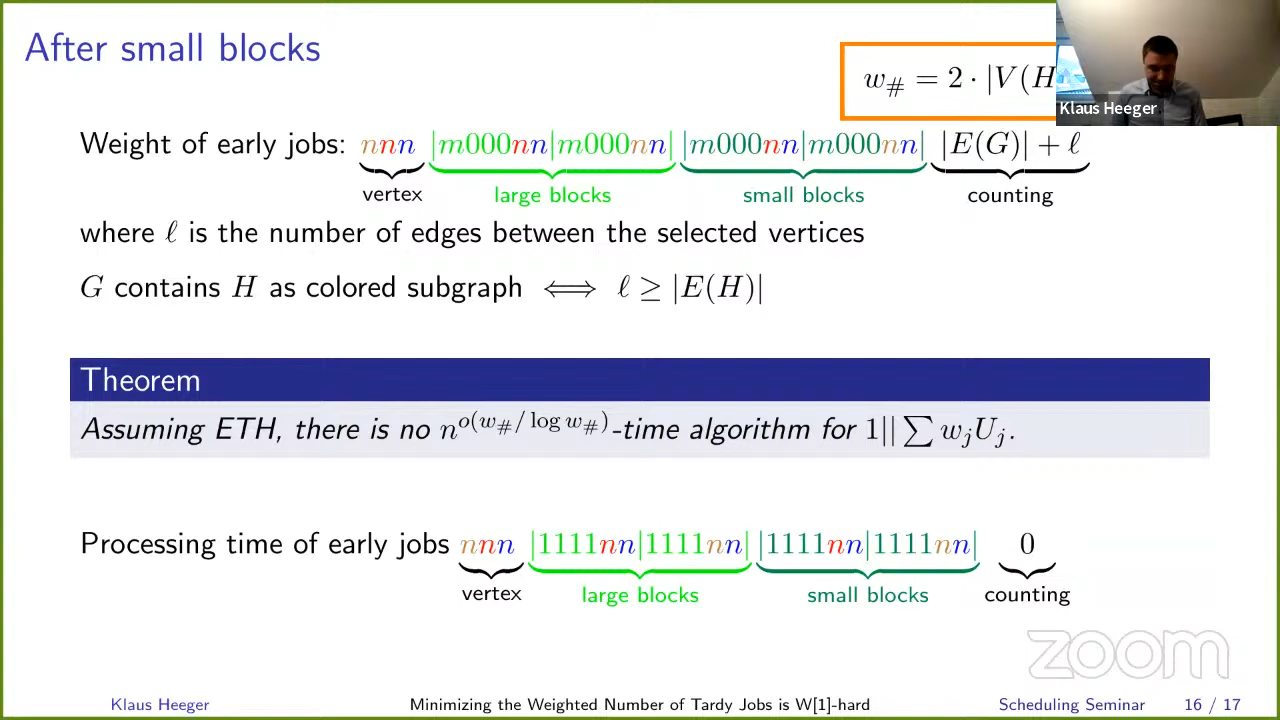 After small blocks
w_# = 2 · |V(H
Klaus Heeger
Weight of early jobs: nnn |m000nn|m000nn| |m000nn|m000nn| |E(G)| + ℓ
vertex large blocks small blocks counting
where ℓ is the number of edges between the selected vertices
G contains H as colored subgraph ⟺ ℓ ≥ |E(H)|
Theorem
Assuming ETH, there is no n^{o(w_#/log w_#)}-time algorithm for 1||∑ w_jU_j.
Processing time of early jobs nnn |1111nn|1111nn| |1111nn|1111nn| 0
vertex large blocks small blocks counting
zoom
Klaus Heeger Minimizing the Weighted Number of Tardy Jobs is W[1]-hard Scheduling Seminar 16 / 17